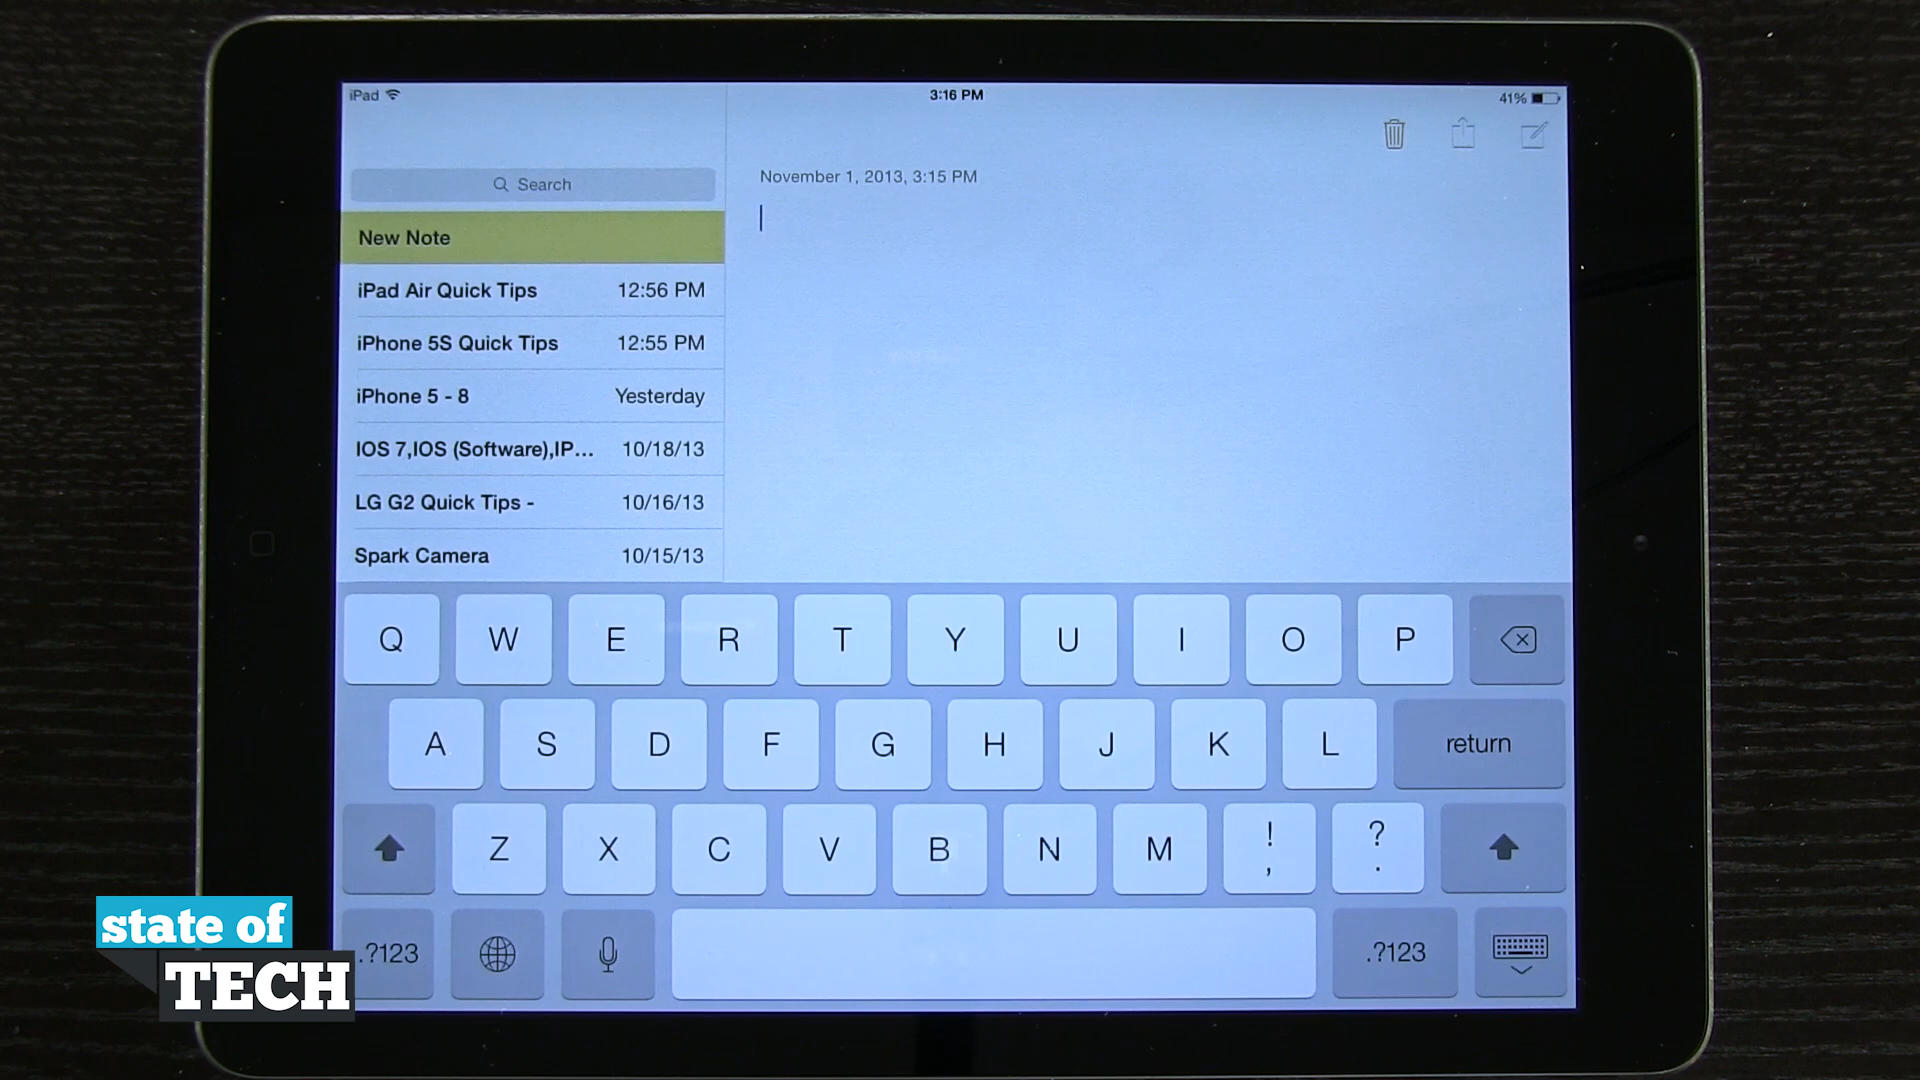 iPad
3:16 PM
41%
Search
November 1, 2013, 3:15 PM
New Note
iPad Air Quick Tips 12:56 PM
iPhone 5S Quick Tips 12:55 PM
iPhone 5 - 8 Yesterday
IOS 7,IOS (Software),IP... 10/18/13
LG G2 Quick Tips - 10/16/13
Spark Camera 10/15/13
Q W E R T Y U I O P
A S D F G H J K L return
Z X C V B N M ! , ? .
.?123 .?123
state of
TECH